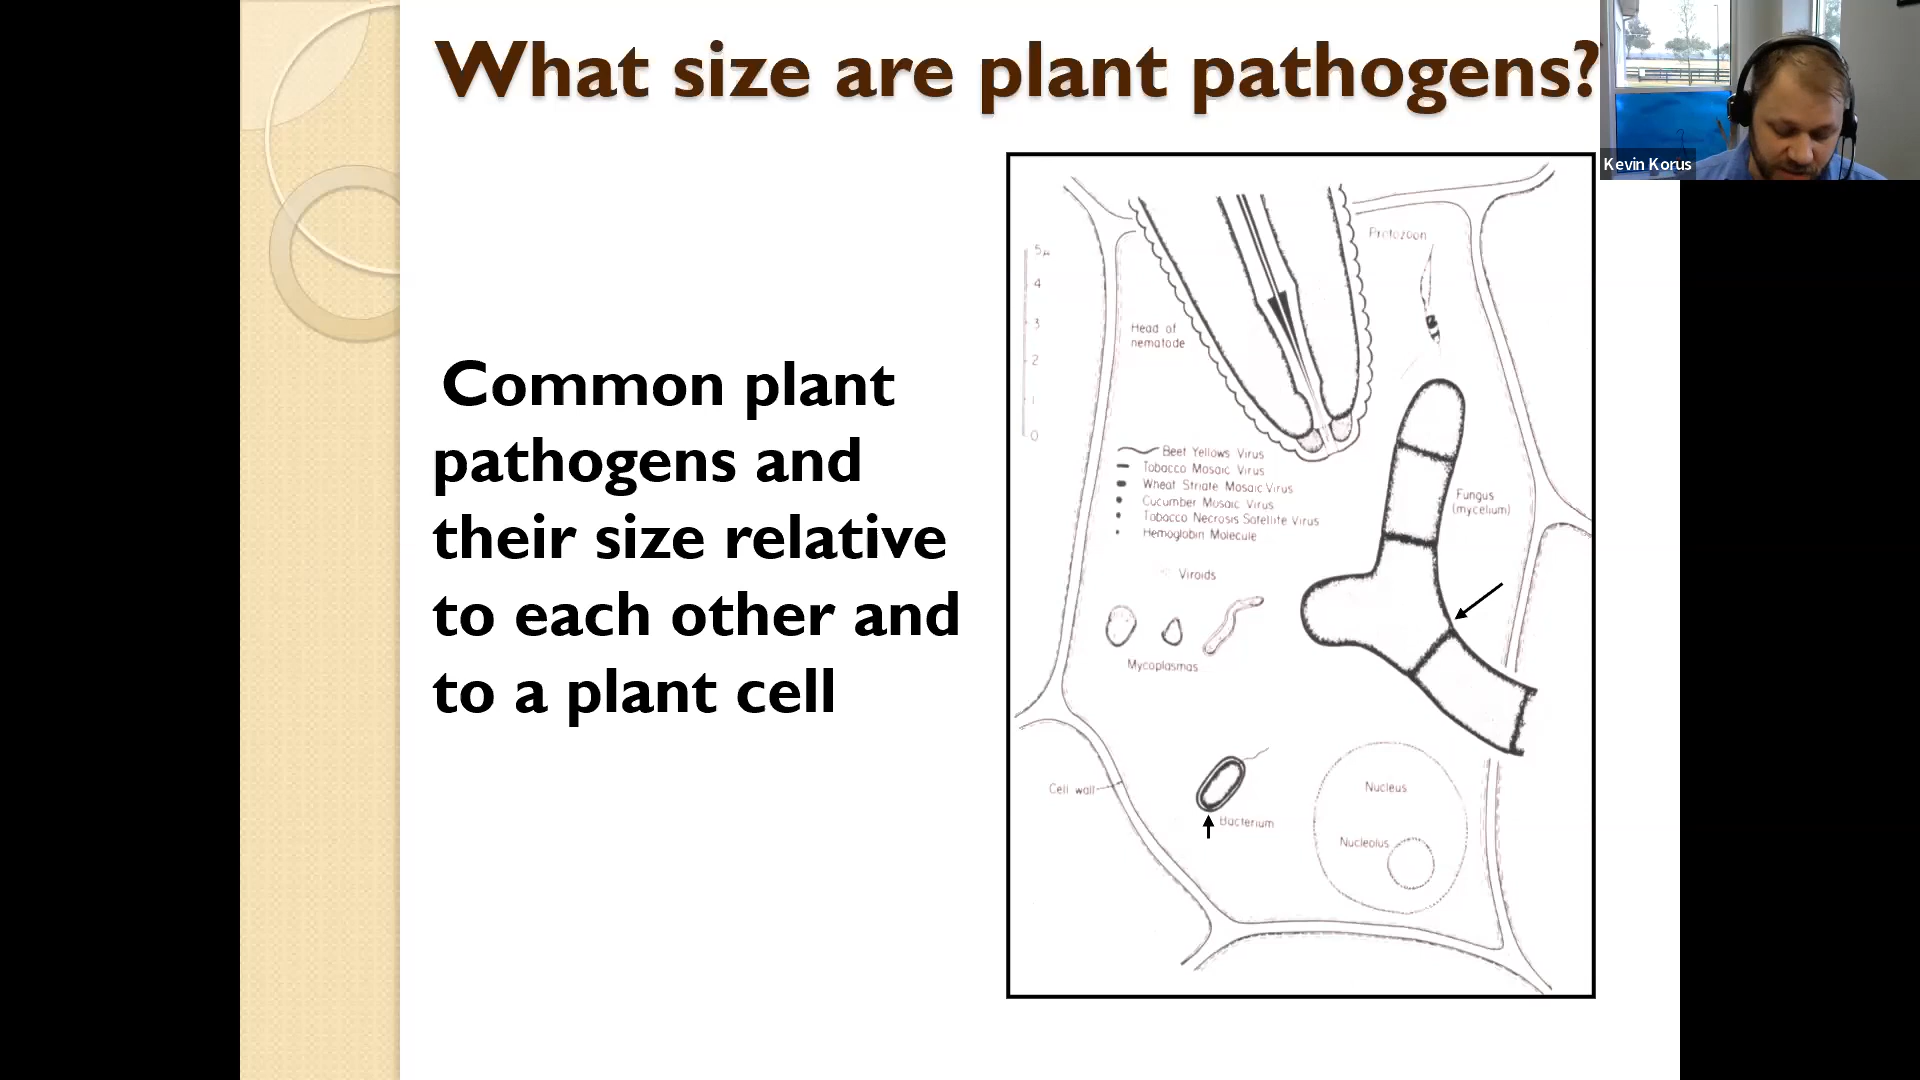 What size are plant pathogens?
Kevin Korus
Common plant
pathogens and
their size relative
to each other and
to a plant cell
Protozoon
5μ
4
3
2
1
0
Head of
nematode
Beet Yellows Virus
Tobacco Mosaic Virus
Wheat Striate Mosaic Virus
Cucumber Mosaic Virus
Tobacco Necrosis Satellite Virus
Hemoglobin Molecule
Fungus
(mycelium)
Viroids
Mycoplasmas
Cell wall
Bacterium
Nucleus
Nucleolus